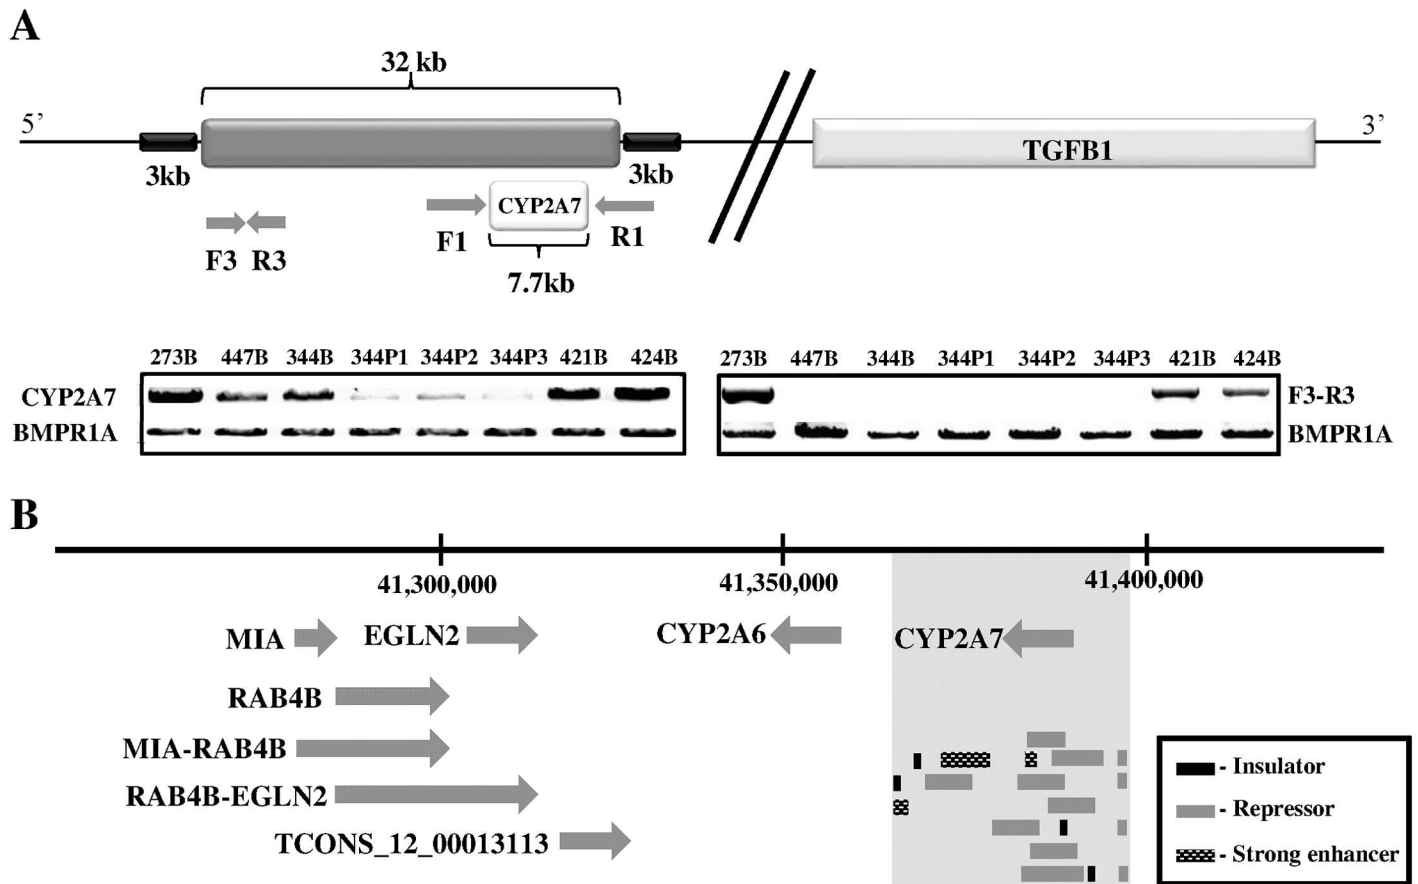 A
32 kb
5’
3’
TGFB1
3kb
3kb
CYP2A7
F1
R1
F3 R3
7.7kb
273B 447B 344B 344P1 344P2 344P3 421B 424B
273B 447B 344B 344P1 344P2 344P3 421B 424B
CYP2A7
F3-R3
BMPR1A
BMPR1A
B
41,300,000
41,350,000
41,400,000
MIA
EGLN2
CYP2A6
CYP2A7
RAB4B
MIA-RAB4B
RAB4B-EGLN2
TCONS_12_00013113
- Insulator
- Repressor
- Strong enhancer